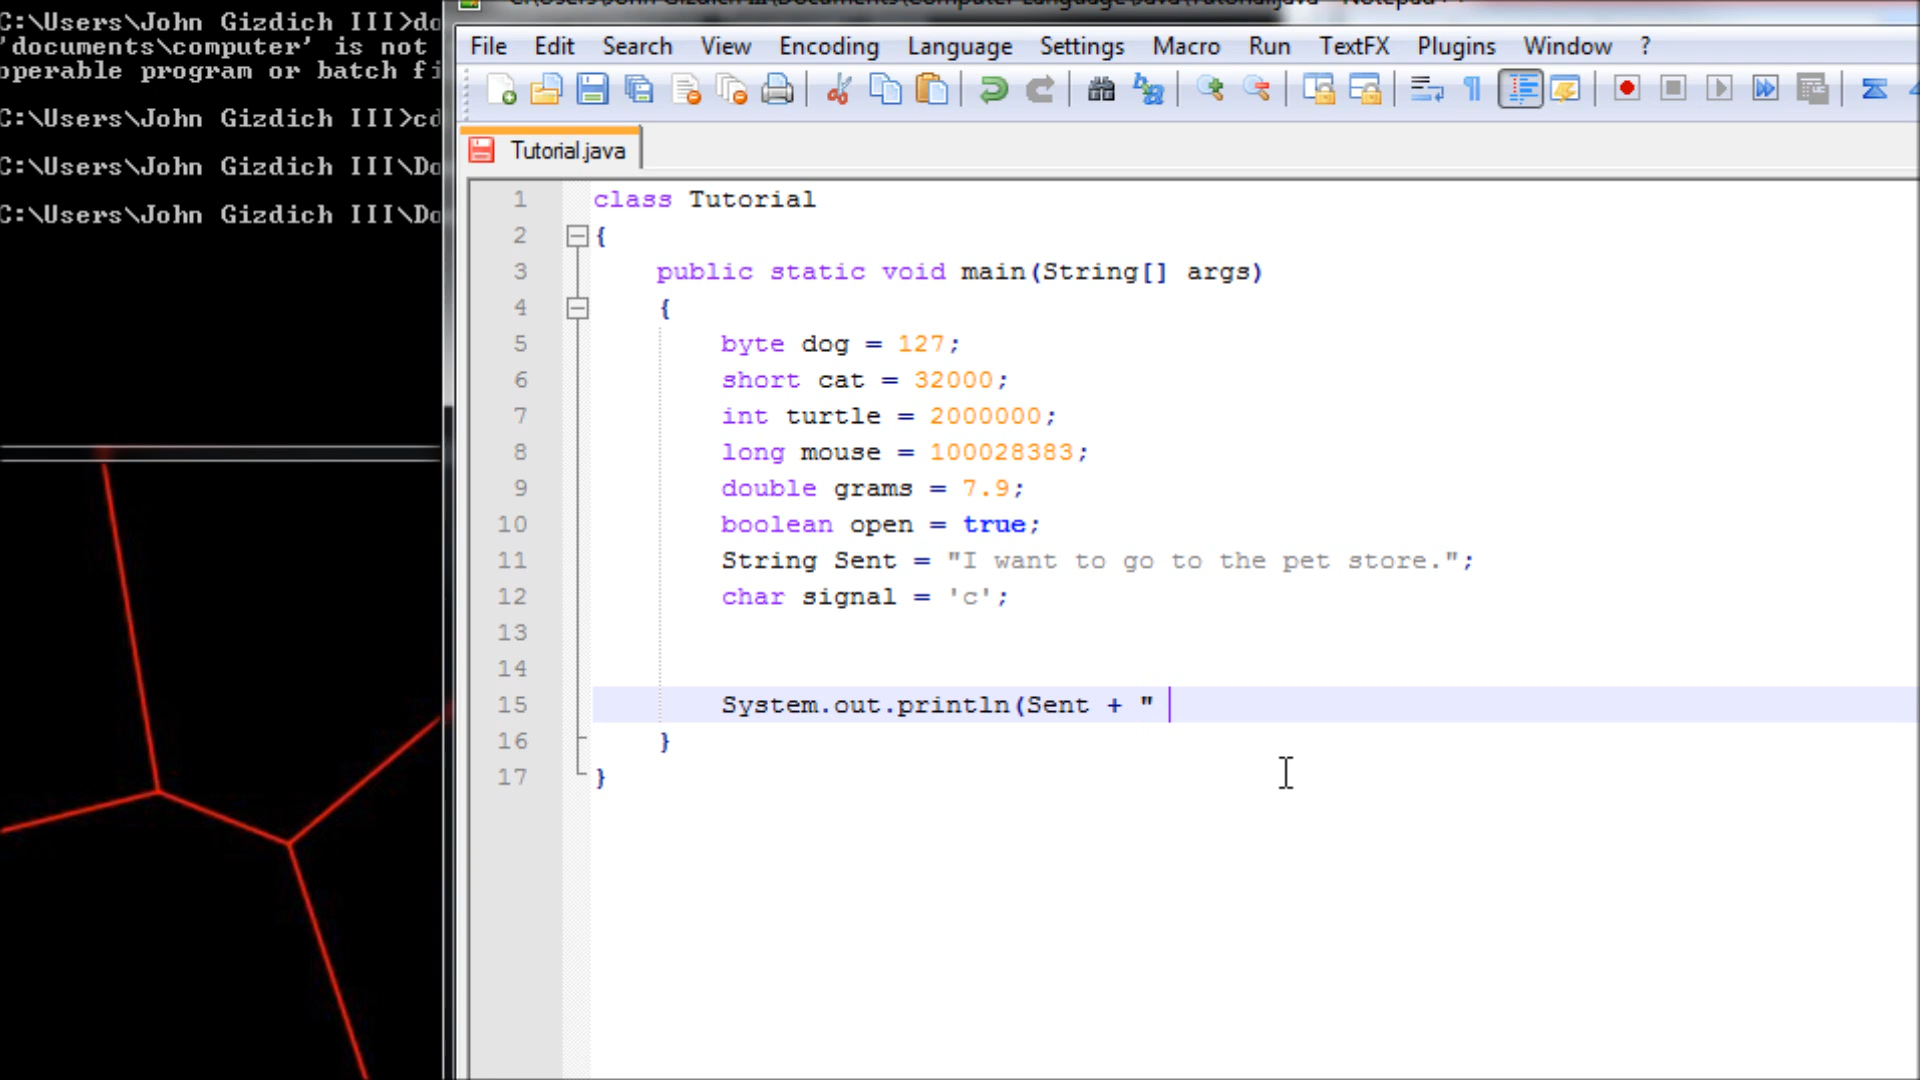 C:\Users\John Gizdich III>do
'documents\computer' is not
operable program or batch fi
C:\Users\John Gizdich III>cd
C:\Users\John Gizdich III\Do
C:\Users\John Gizdich III\Do
File Edit Search View Encoding Language Settings Macro Run TextFX Plugins Window ?
Tutorial.java
1 class Tutorial
2 {
3 public static void main(String[] args)
4 {
5 byte dog = 127;
6 short cat = 32000;
7 int turtle = 2000000;
8 long mouse = 100028383;
9 double grams = 7.9;
10 boolean open = true;
11 String Sent = "I want to go to the pet store.";
12 char signal = 'c';
13
14
15 System.out.println(Sent + "
16 }
17 }